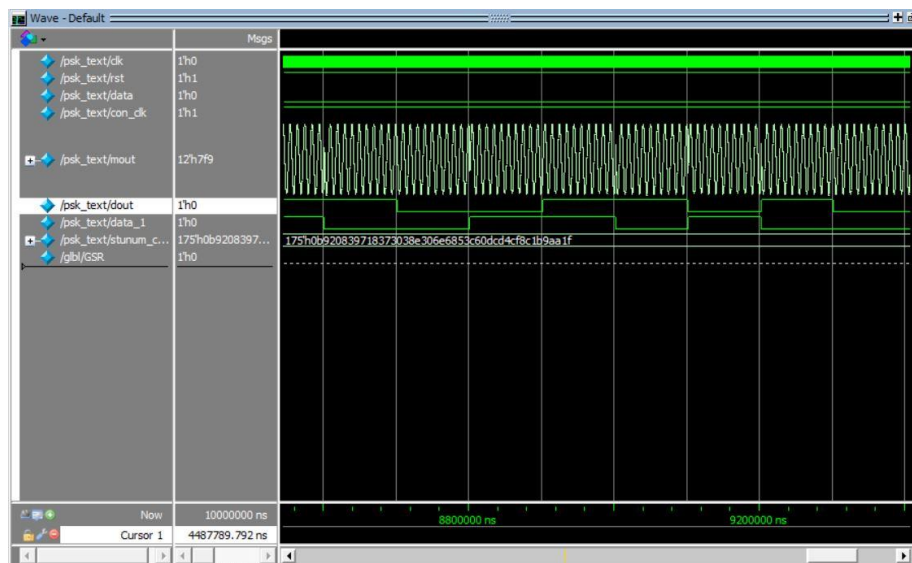 Wave - Default
Msgs
/psk_text/clk 1'h0
/psk_text/rst 1'h1
/psk_text/data 1'h0
/psk_text/con_clk 1'h1
/psk_text/mout 12'h7f9
/psk_text/dout 1'h0
/psk_text/data_1 1'h0
/psk_text/stunum_c... 175'h0b9208397... 175'h0b920839718373038e306e6853c60dcd4cf8c1b9aa1f
/glbl/GSR 1'h0
Now 10000000 ns 8800000 ns 9200000 ns
Cursor 1 4487789.792 ns